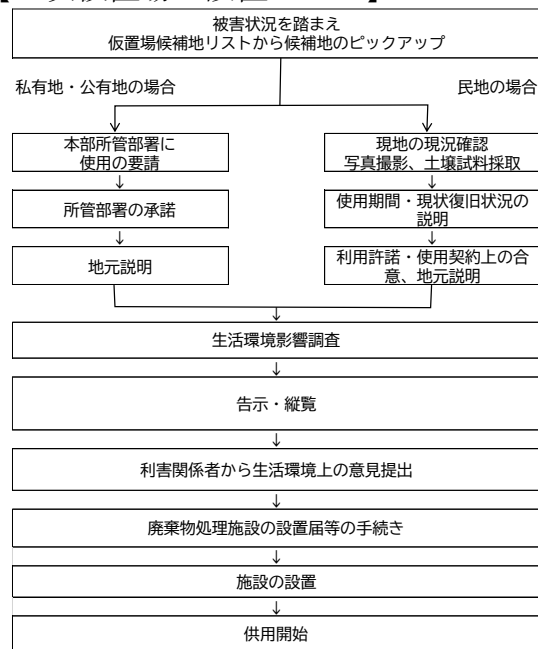 被害状況を踏まえ
仮置場候補地リストから候補地のピックアップ
私有地・公有地の場合
民地の場合
本部所管部署に
使用の要請
↓
所管部署の承諾
↓
地元説明
現地の現況確認
写真撮影、土壌試料採取
↓
使用期間・現状復旧状況の
説明
↓
利用許諾・使用契約上の合
意、地元説明
↓
生活環境影響調査
↓
告示・縦覧
↓
利害関係者から生活環境上の意見提出
↓
廃棄物処理施設の設置届等の手続き
↓
施設の設置
↓
供用開始